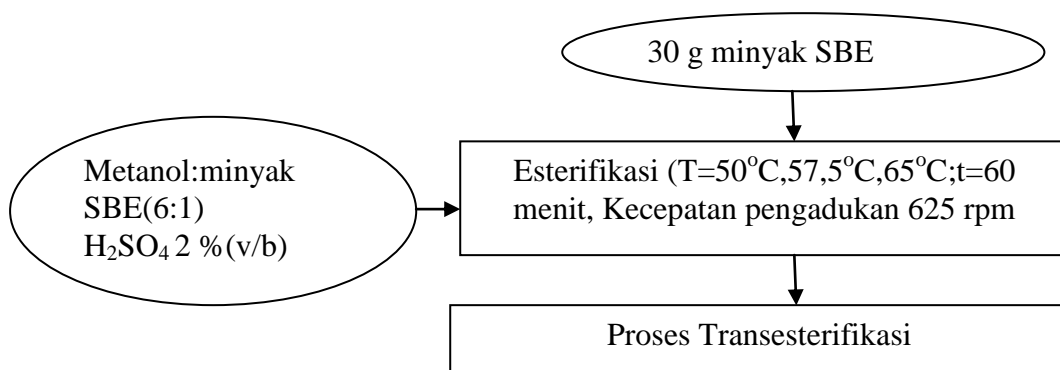 30 g minyak SBE
Metanol:minyak
SBE(6:1)
H₂SO₄ 2 %(v/b)
Esterifikasi (T=50°C,57,5°C,65°C;t=60
menit, Kecepatan pengadukan 625 rpm
Proses Transesterifikasi